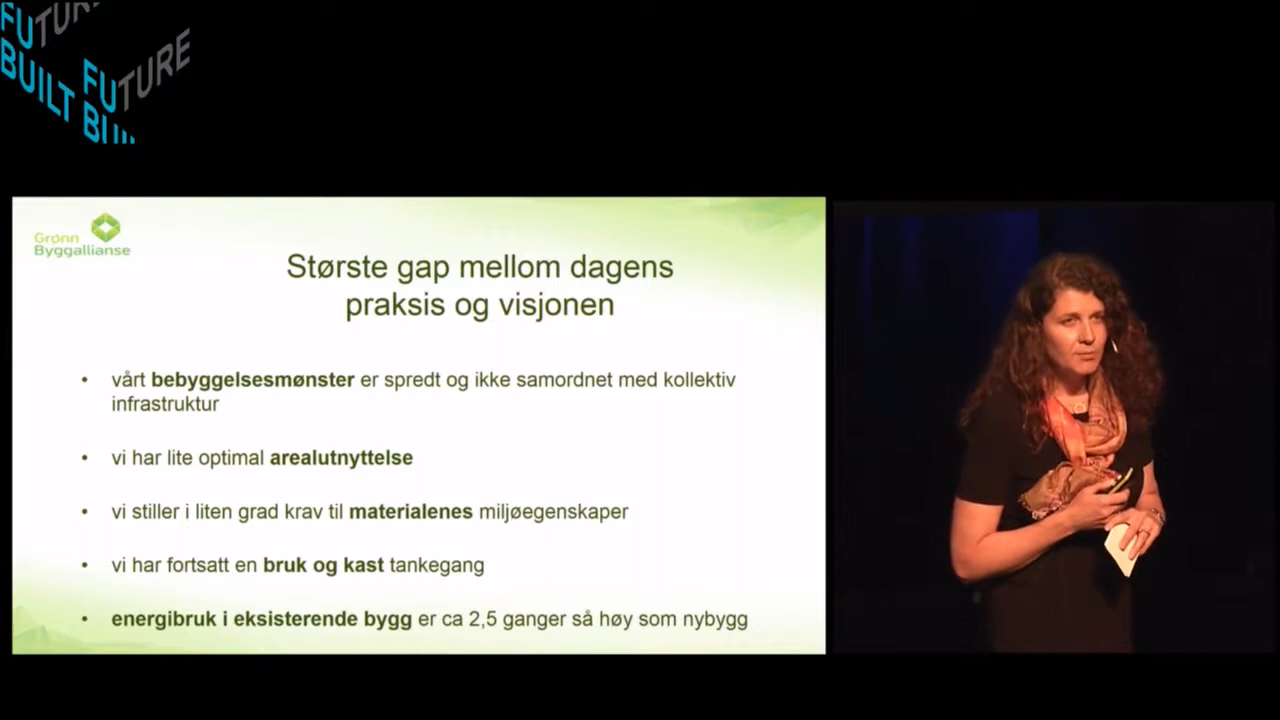 FUTURE
BUILT
FUTURE
BUIL
Grønn
Byggallianse
Største gap mellom dagens
praksis og visjonen
• vårt bebyggelsesmønster er spredt og ikke samordnet med kollektiv
infrastruktur
• vi har lite optimal arealutnyttelse
• vi stiller i liten grad krav til materialenes miljøegenskaper
• vi har fortsatt en bruk og kast tankegang
• energibruk i eksisterende bygg er ca 2,5 ganger så høy som nybygg